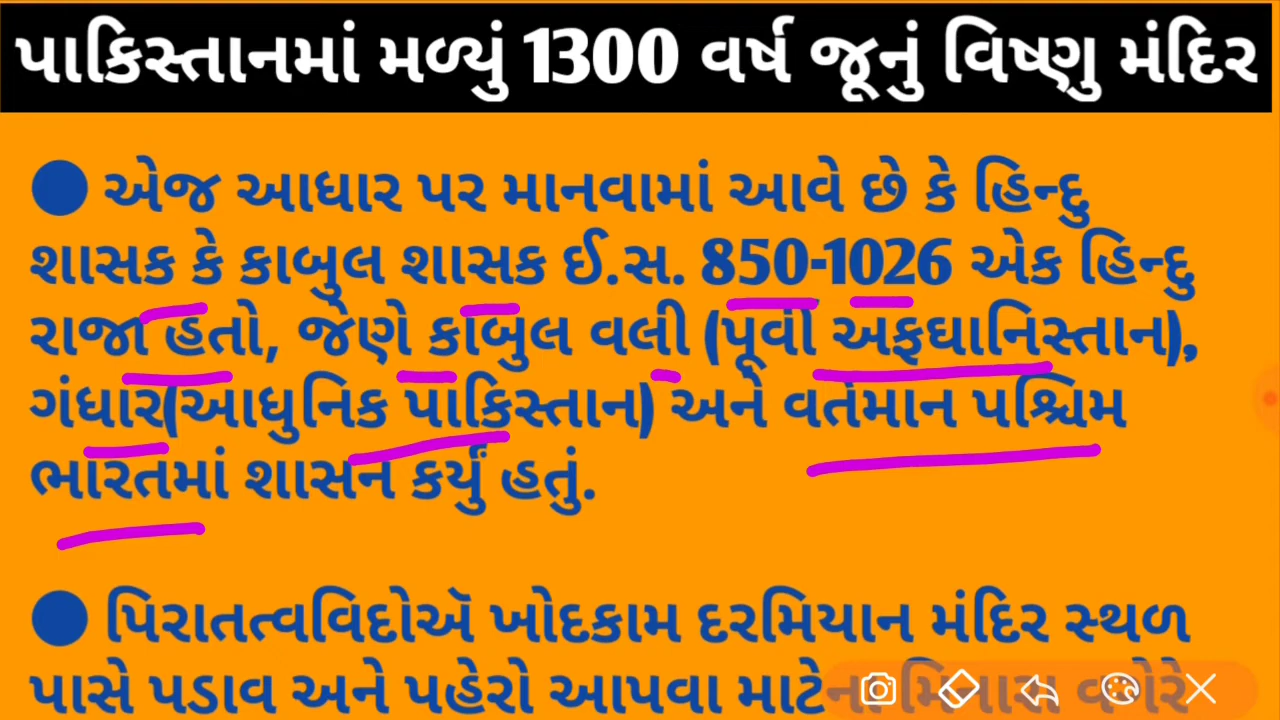 પાકિસ્તાનમાં મળ્યું 1300 વર્ષ જૂનું વિષ્ણુ મંદિર
એજ આધાર પર માનવામાં આવે છે કે હિન્દુ
શાસક કે કાબુલ શાસક ઈ.સ. 850-1026 એક હિન્દુ
રાજા હતો, જેણે કાબુલ વલી (પૂર્વી અફઘાનિસ્તાન),
ગંધાર(આધુનિક પાકિસ્તાન) અને વર્તમાન પશ્ચિમ
ભારતમાં શાસન કર્યું હતું.
પિરાતત્વવિદોએ ખોદકામ દરમિયાન મંદિર સ્થળ
પાસે પડાવ અને પહેરો આપવા માટેના